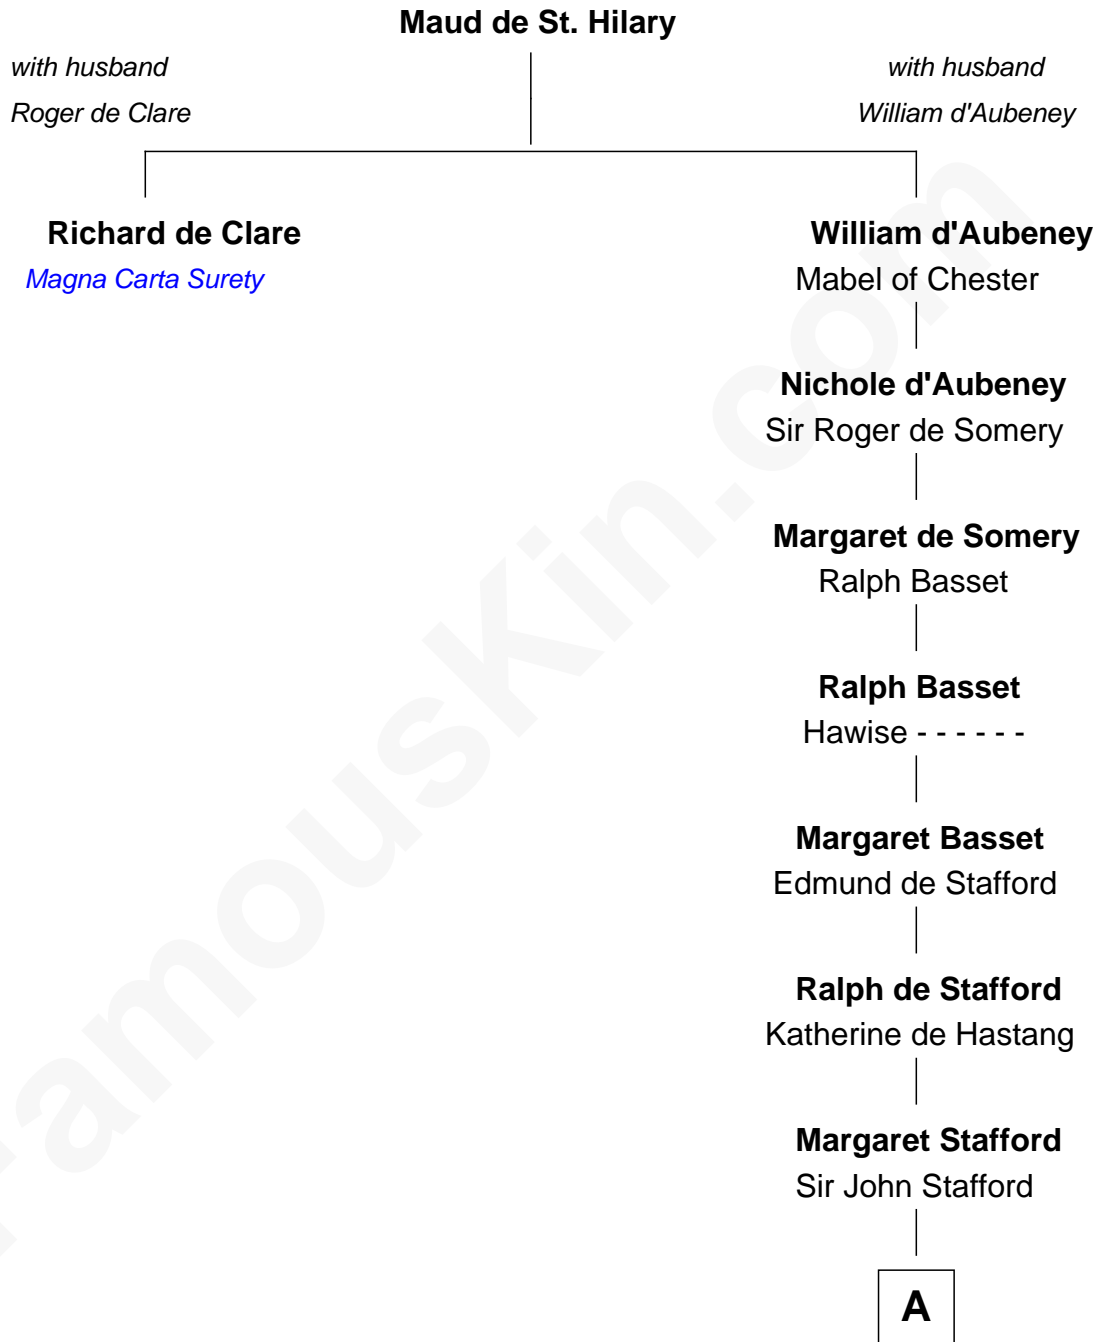 Maud de St. Hilary
with husband
Roger de Clare
with husband
William d'Aubeney
Richard de Clare
Magna Carta Surety
William d'Aubeney
Mabel of Chester
Nichole d'Aubeney
Sir Roger de Somery
Margaret de Somery
Ralph Basset
Ralph Basset
Hawise - - - - - -
Margaret Basset
Edmund de Stafford
Ralph de Stafford
Katherine de Hastang
Margaret Stafford
Sir John Stafford
A
FamousKin.com